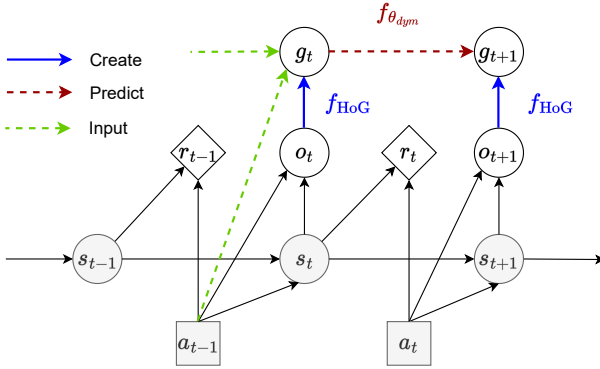 f_{θ_{dym}}
g_t
g_{t+1}
Create
Predict
Input
f_{HoG}
f_{HoG}
r_{t−1}
o_t
r_t
o_{t+1}
s_{t−1}
s_t
s_{t+1}
a_{t−1}
a_t